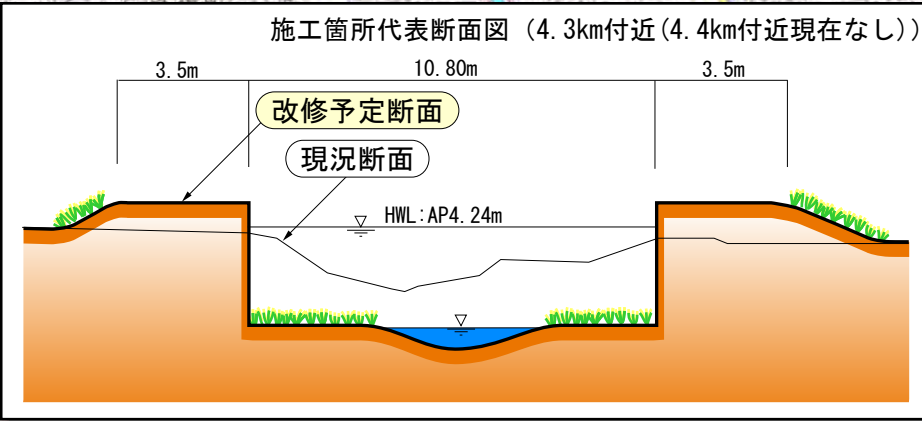 施工箇所代表断面図（4.3km付近(4.4km付近現在なし))
3.5m
10.80m
3.5m
改修予定断面
現況断面
HWL:AP4.24m